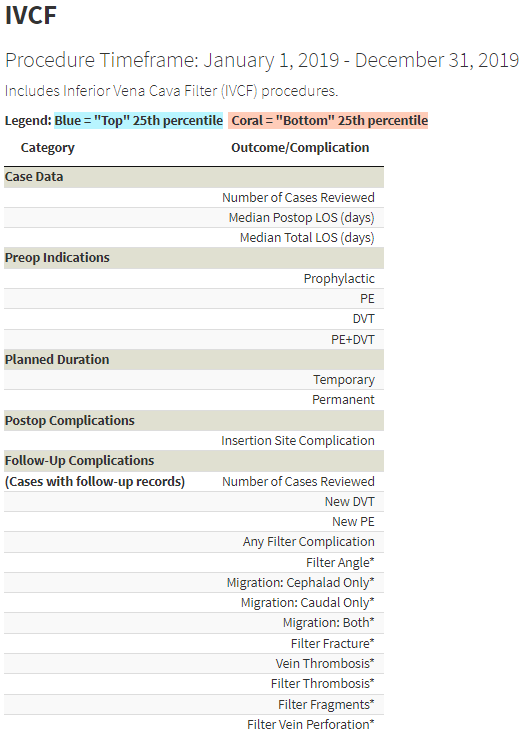 IVCF
Procedure Timeframe: January 1, 2019 - December 31, 2019
Includes Inferior Vena Cava Filter (IVCF) procedures.
Legend: Blue = "Top" 25th percentile Coral = "Bottom" 25th percentile
Category Outcome/Complication
Case Data
Number of Cases Reviewed
Median Postop LOS (days)
Median Total LOS (days)
Preop Indications
Prophylactic
PE
DVT
PE+DVT
Planned Duration
Temporary
Permanent
Postop Complications
Insertion Site Complication
Follow-Up Complications
(Cases with follow-up records) Number of Cases Reviewed
New DVT
New PE
Any Filter Complication
Filter Angle*
Migration: Cephalad Only*
Migration: Caudal Only*
Migration: Both*
Filter Fracture*
Vein Thrombosis*
Filter Thrombosis*
Filter Fragments*
Filter Vein Perforation*